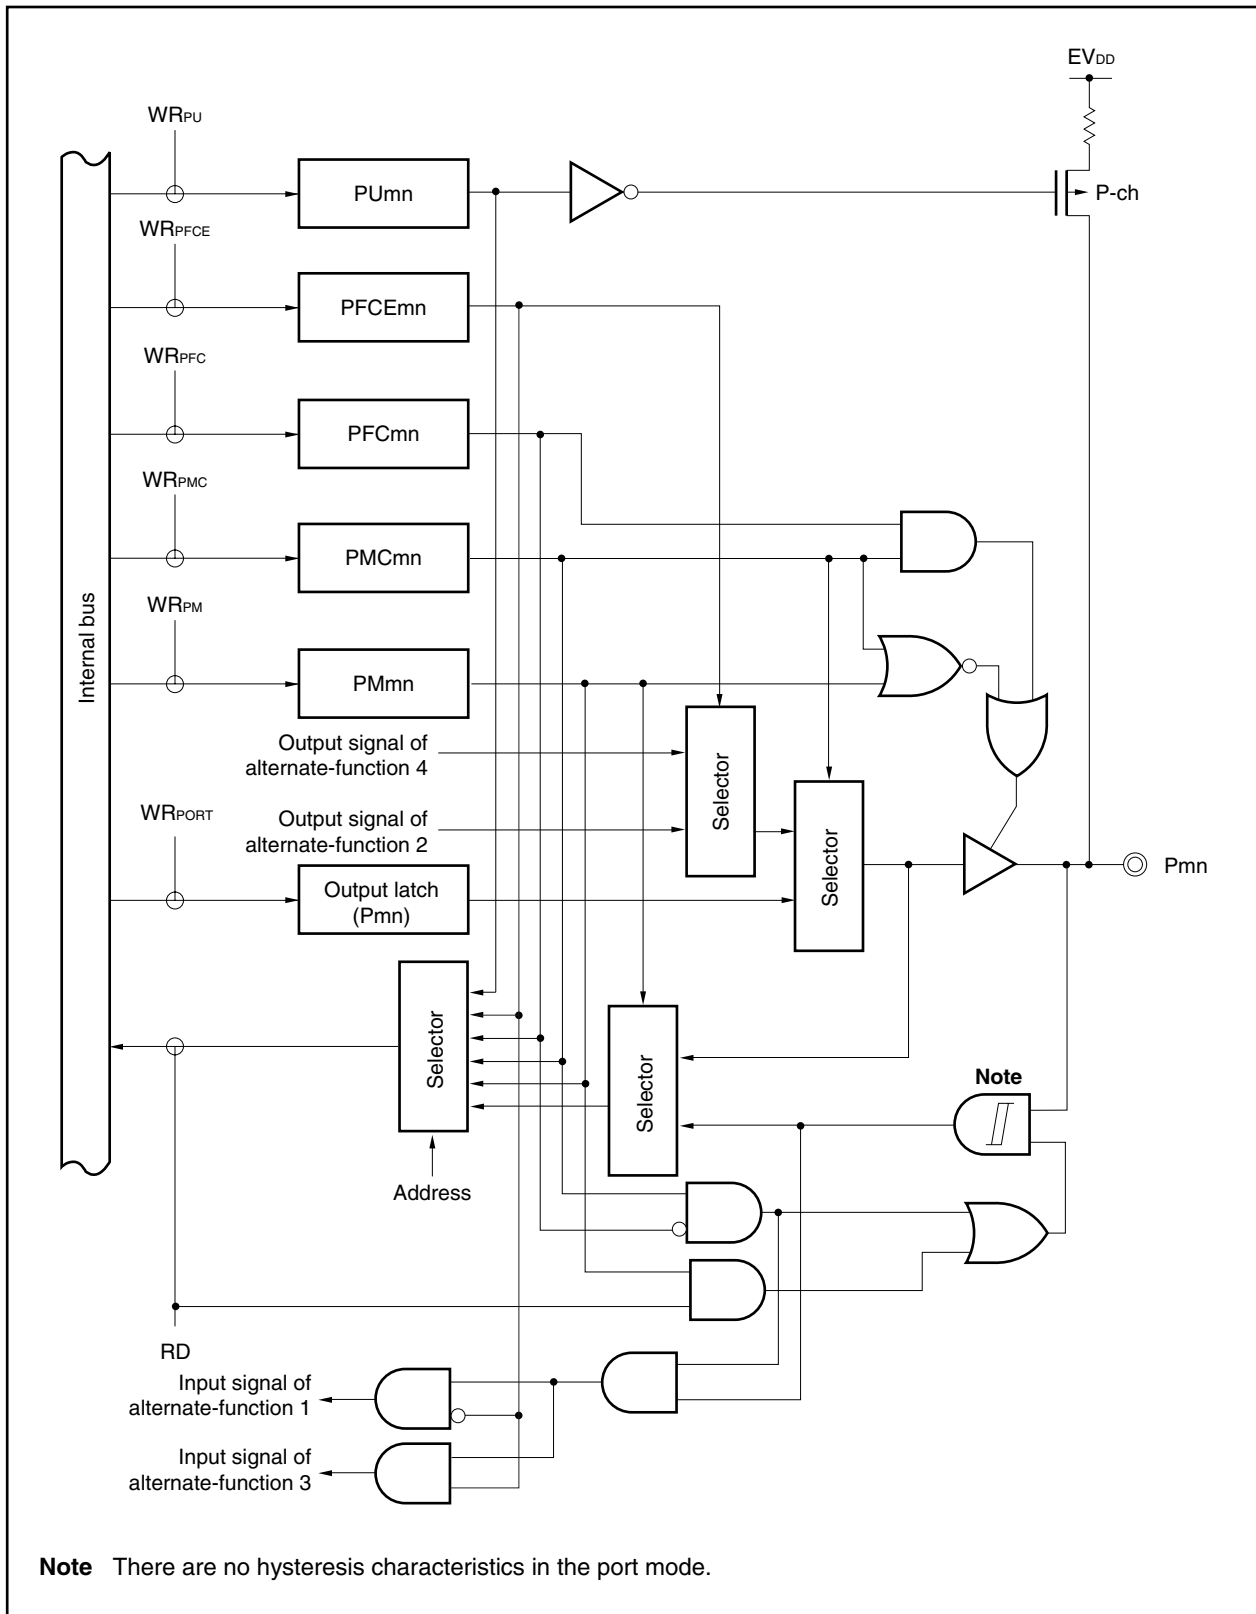 EVDD
WRPU
PUmn
P-ch
WRPFCE
PFCEmn
WRPFC
PFCmn
WRPMC
PMCmn
WRPM
PMmn
Internal bus
Output signal of
alternate-function 4
Selector
WRPORT
Output signal of
alternate-function 2
Selector
Pmn
Output latch
(Pmn)
Selector
Selector
Note
Address
RD
Input signal of
alternate-function 1
Input signal of
alternate-function 3
Note There are no hysteresis characteristics in the port mode.